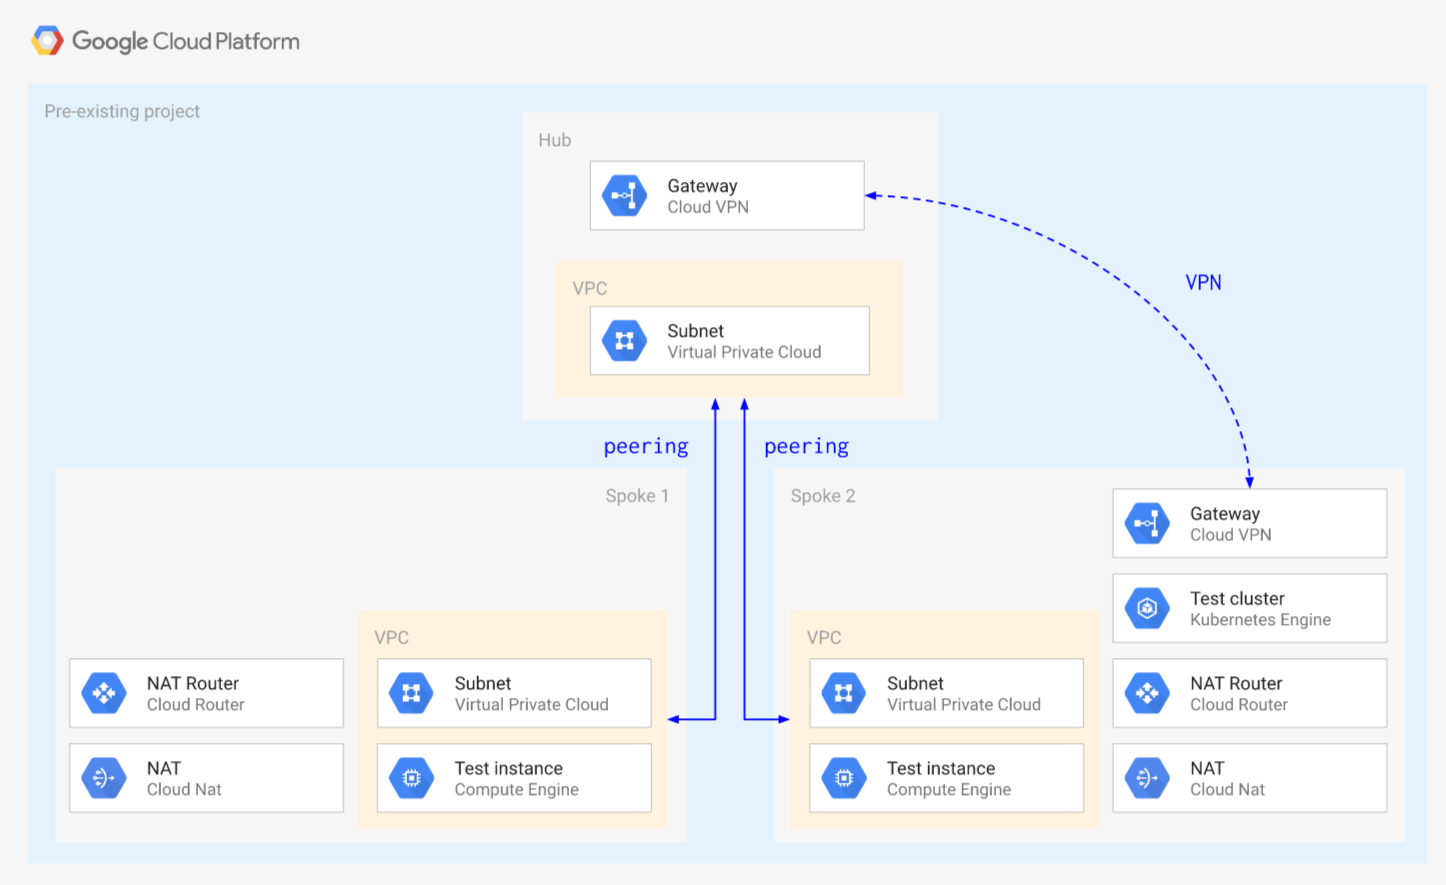 Google Cloud Platform
Pre-existing project
Hub
Gateway
Cloud VPN
VPN
VPC
Subnet
Virtual Private Cloud
peering
peering
Spoke 1
VPC
NAT Router
Cloud Router
NAT
Cloud Nat
Subnet
Virtual Private Cloud
Test instance
Compute Engine
Spoke 2
VPC
Subnet
Virtual Private Cloud
Test instance
Compute Engine
Gateway
Cloud VPN
Test cluster
Kubernetes Engine
NAT Router
Cloud Router
NAT
Cloud Nat